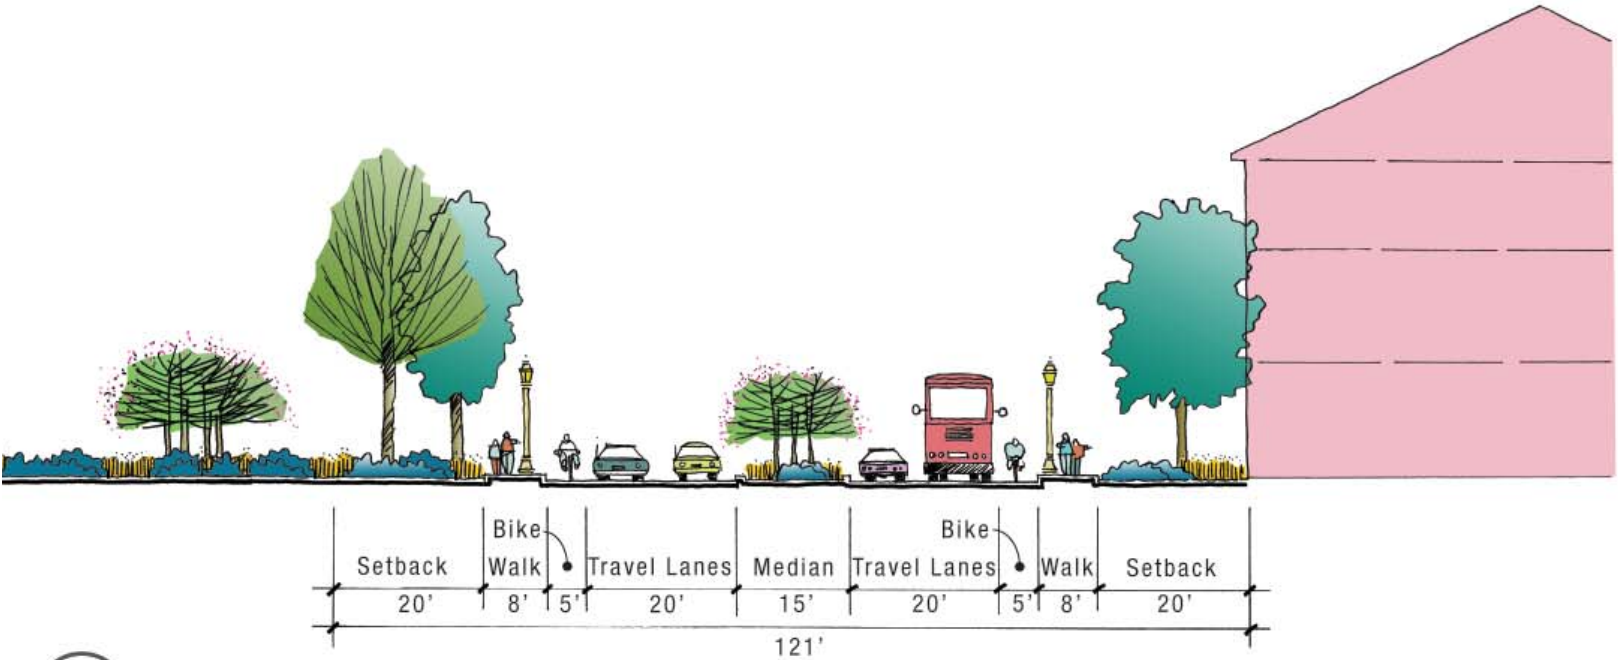 Bike
Bike
Setback Walk Travel Lanes Median Travel Lanes Walk Setback
20' 8' 5' 20' 15' 20' 5' 8' 20'
121'